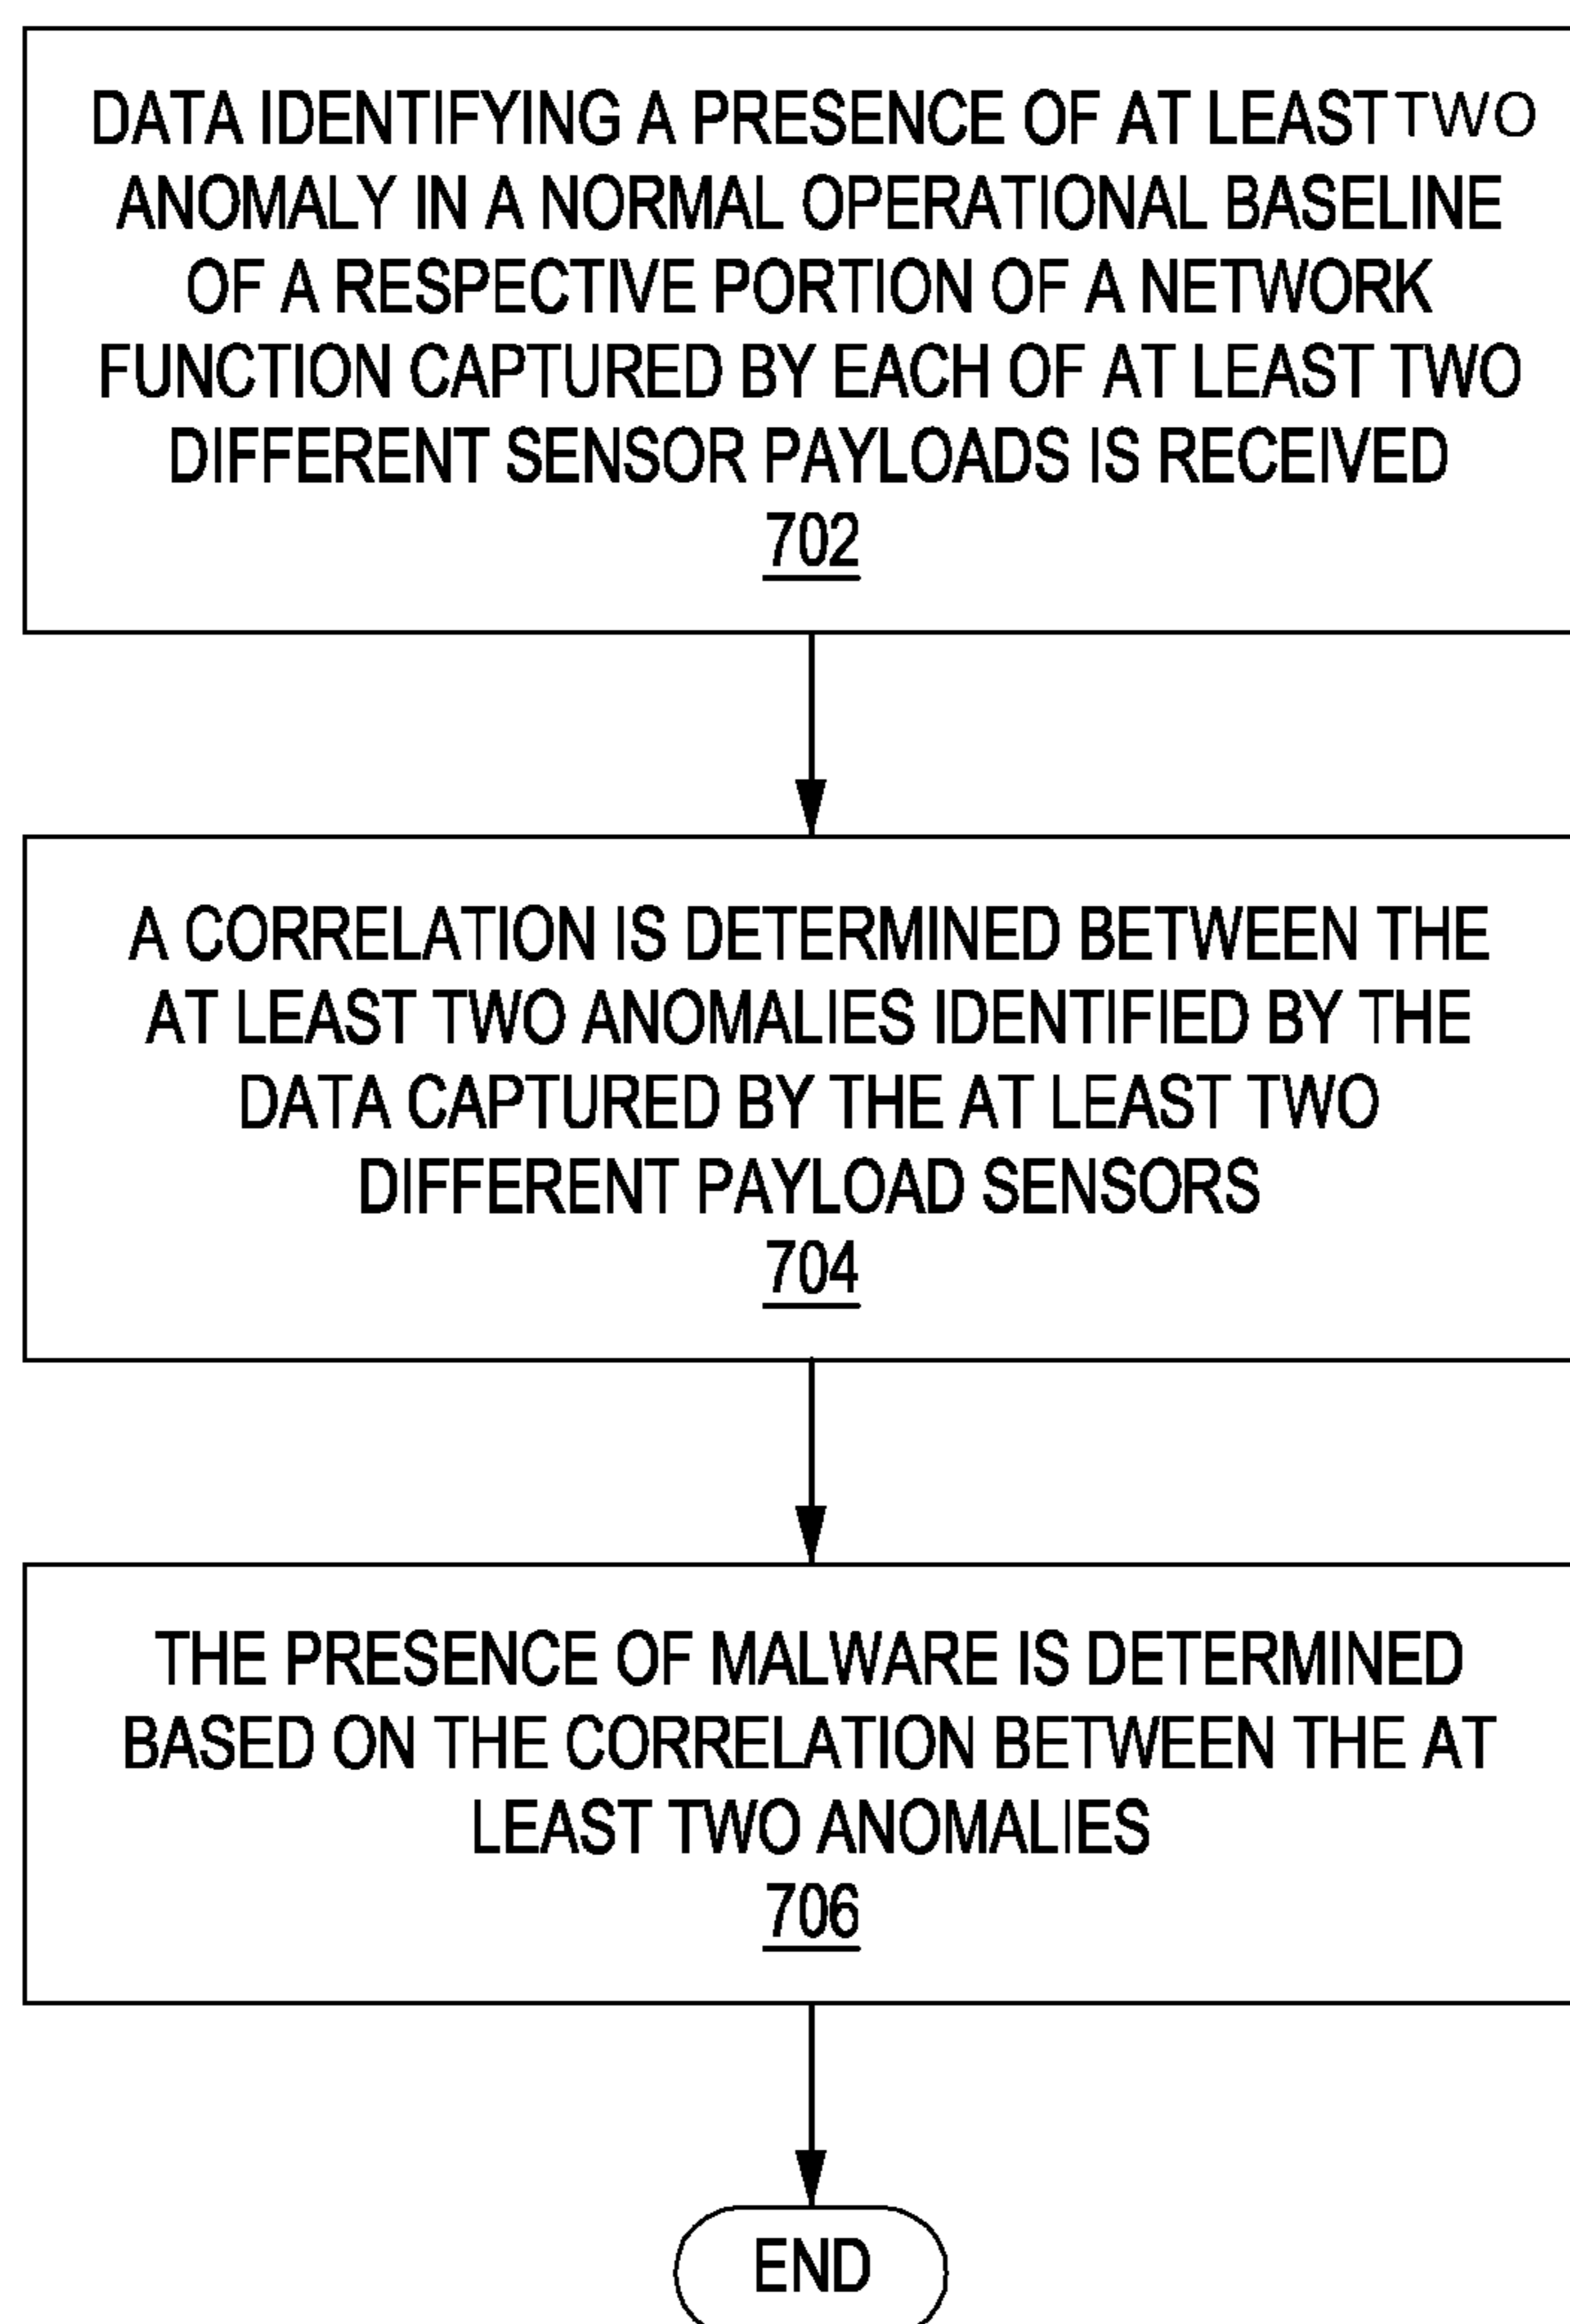 DATA IDENTIFYING A PRESENCE OF AT LEAST TWO
ANOMALY IN A NORMAL OPERATIONAL BASELINE
OF A RESPECTIVE PORTION OF A NETWORK
FUNCTION CAPTURED BY EACH OF AT LEAST TWO
DIFFERENT SENSOR PAYLOADS IS RECEIVED
702
A CORRELATION IS DETERMINED BETWEEN THE
AT LEAST TWO ANOMALIES IDENTIFIED BY THE
DATA CAPTURED BY THE AT LEAST TWO
DIFFERENT PAYLOAD SENSORS
704
THE PRESENCE OF MALWARE IS DETERMINED
BASED ON THE CORRELATION BETWEEN THE AT
LEAST TWO ANOMALIES
706
END